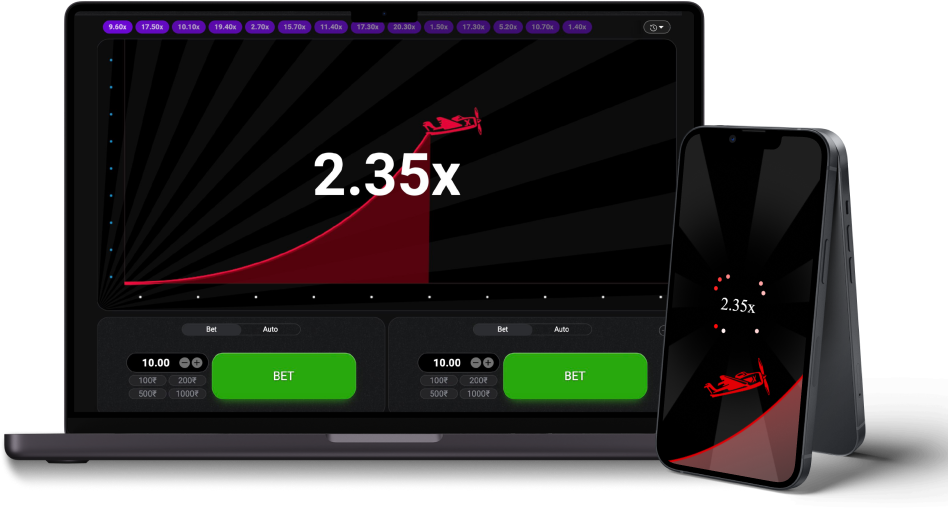 9.60x 17.50x 10.10x 19.40x 2.70x 15.70x 11.40x 17.30x 20.30x 1.50x 17.30x 5.20x 10.70x 1.40x
2.35x
Bet Auto
10.00
100₹ 200₹
500₹ 1000₹
BET
Bet Auto
10.00
100₹ 200₹
500₹ 1000₹
BET
2.35x